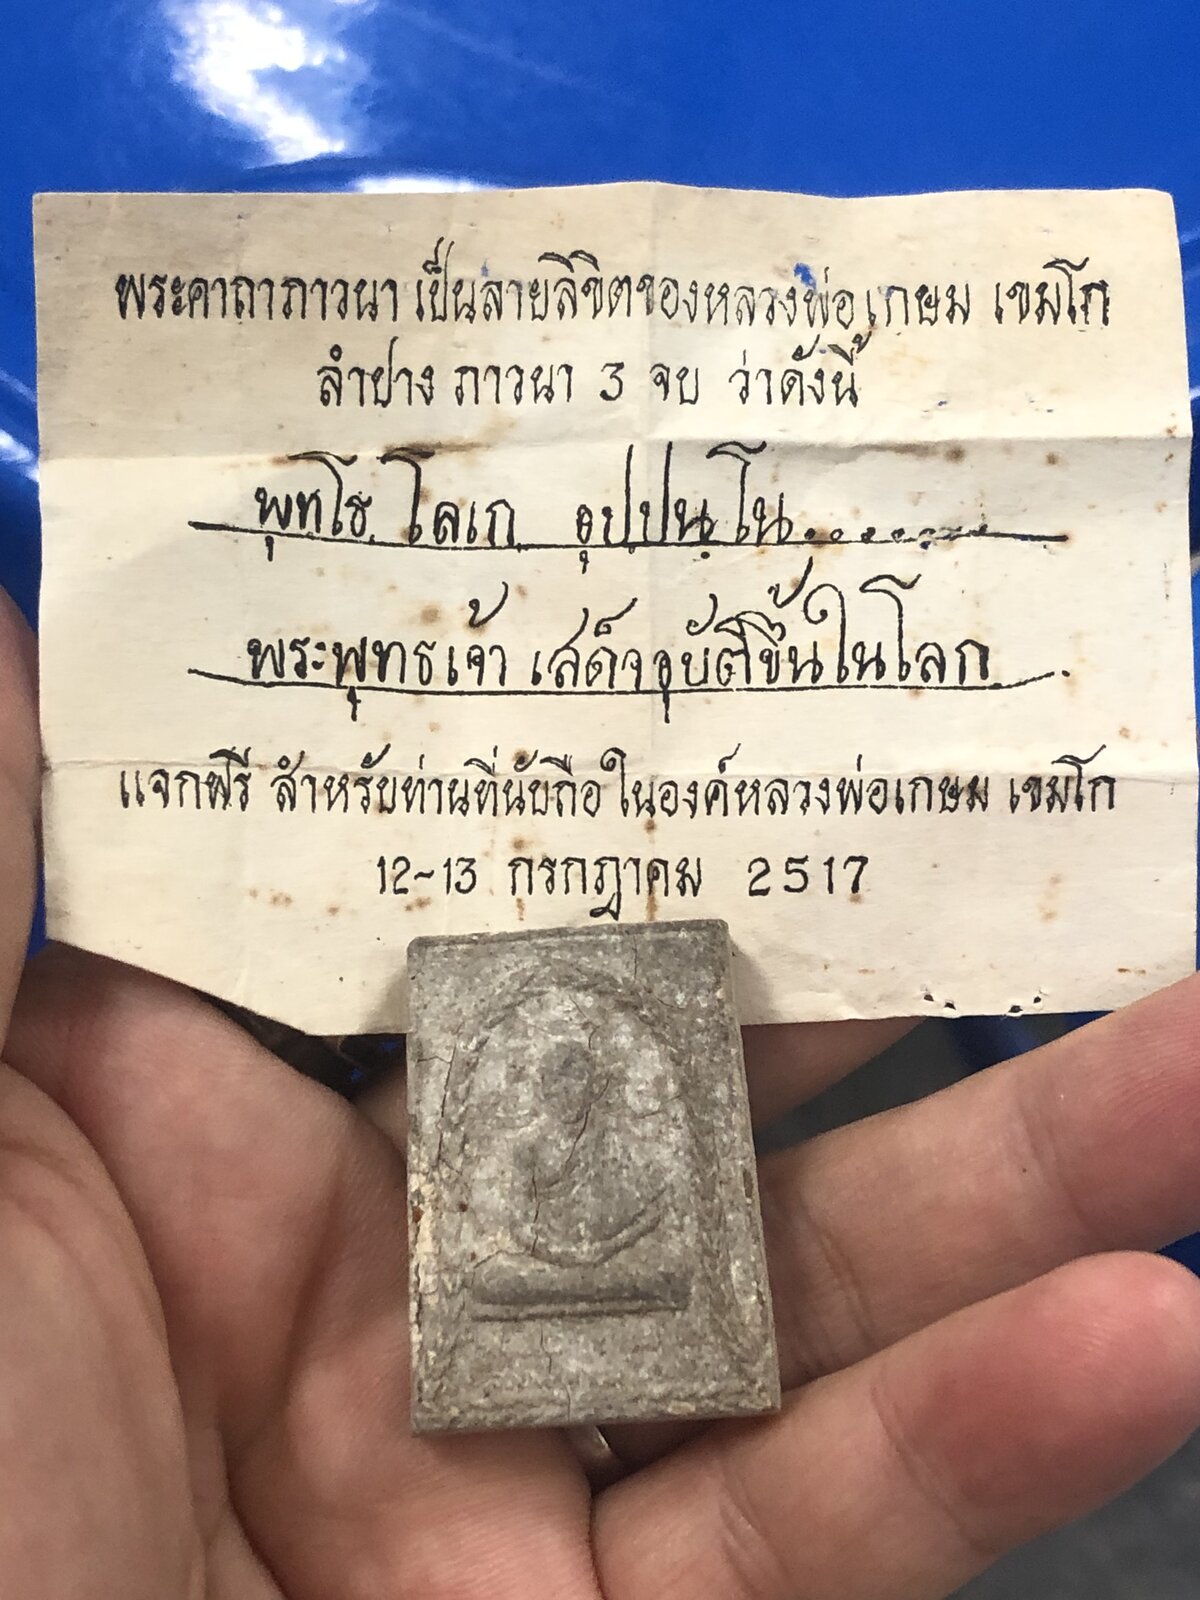 พระคาถาภาวนา เป็นลายลิขิตของหลวงพ่อเกษม เขมโก
ลำปาง ภาวนา 3 จบ ว่าดังนี้
พุทฺโธ โลเก อุปฺปนฺโน..........
พระพุทธเจ้า เสด็จอุบัติขึ้นในโลก.
แจกฟรี สำหรับท่านที่นับถือในองค์หลวงพ่อเกษม เขมโก
12-13 กรกฎาคม 2517